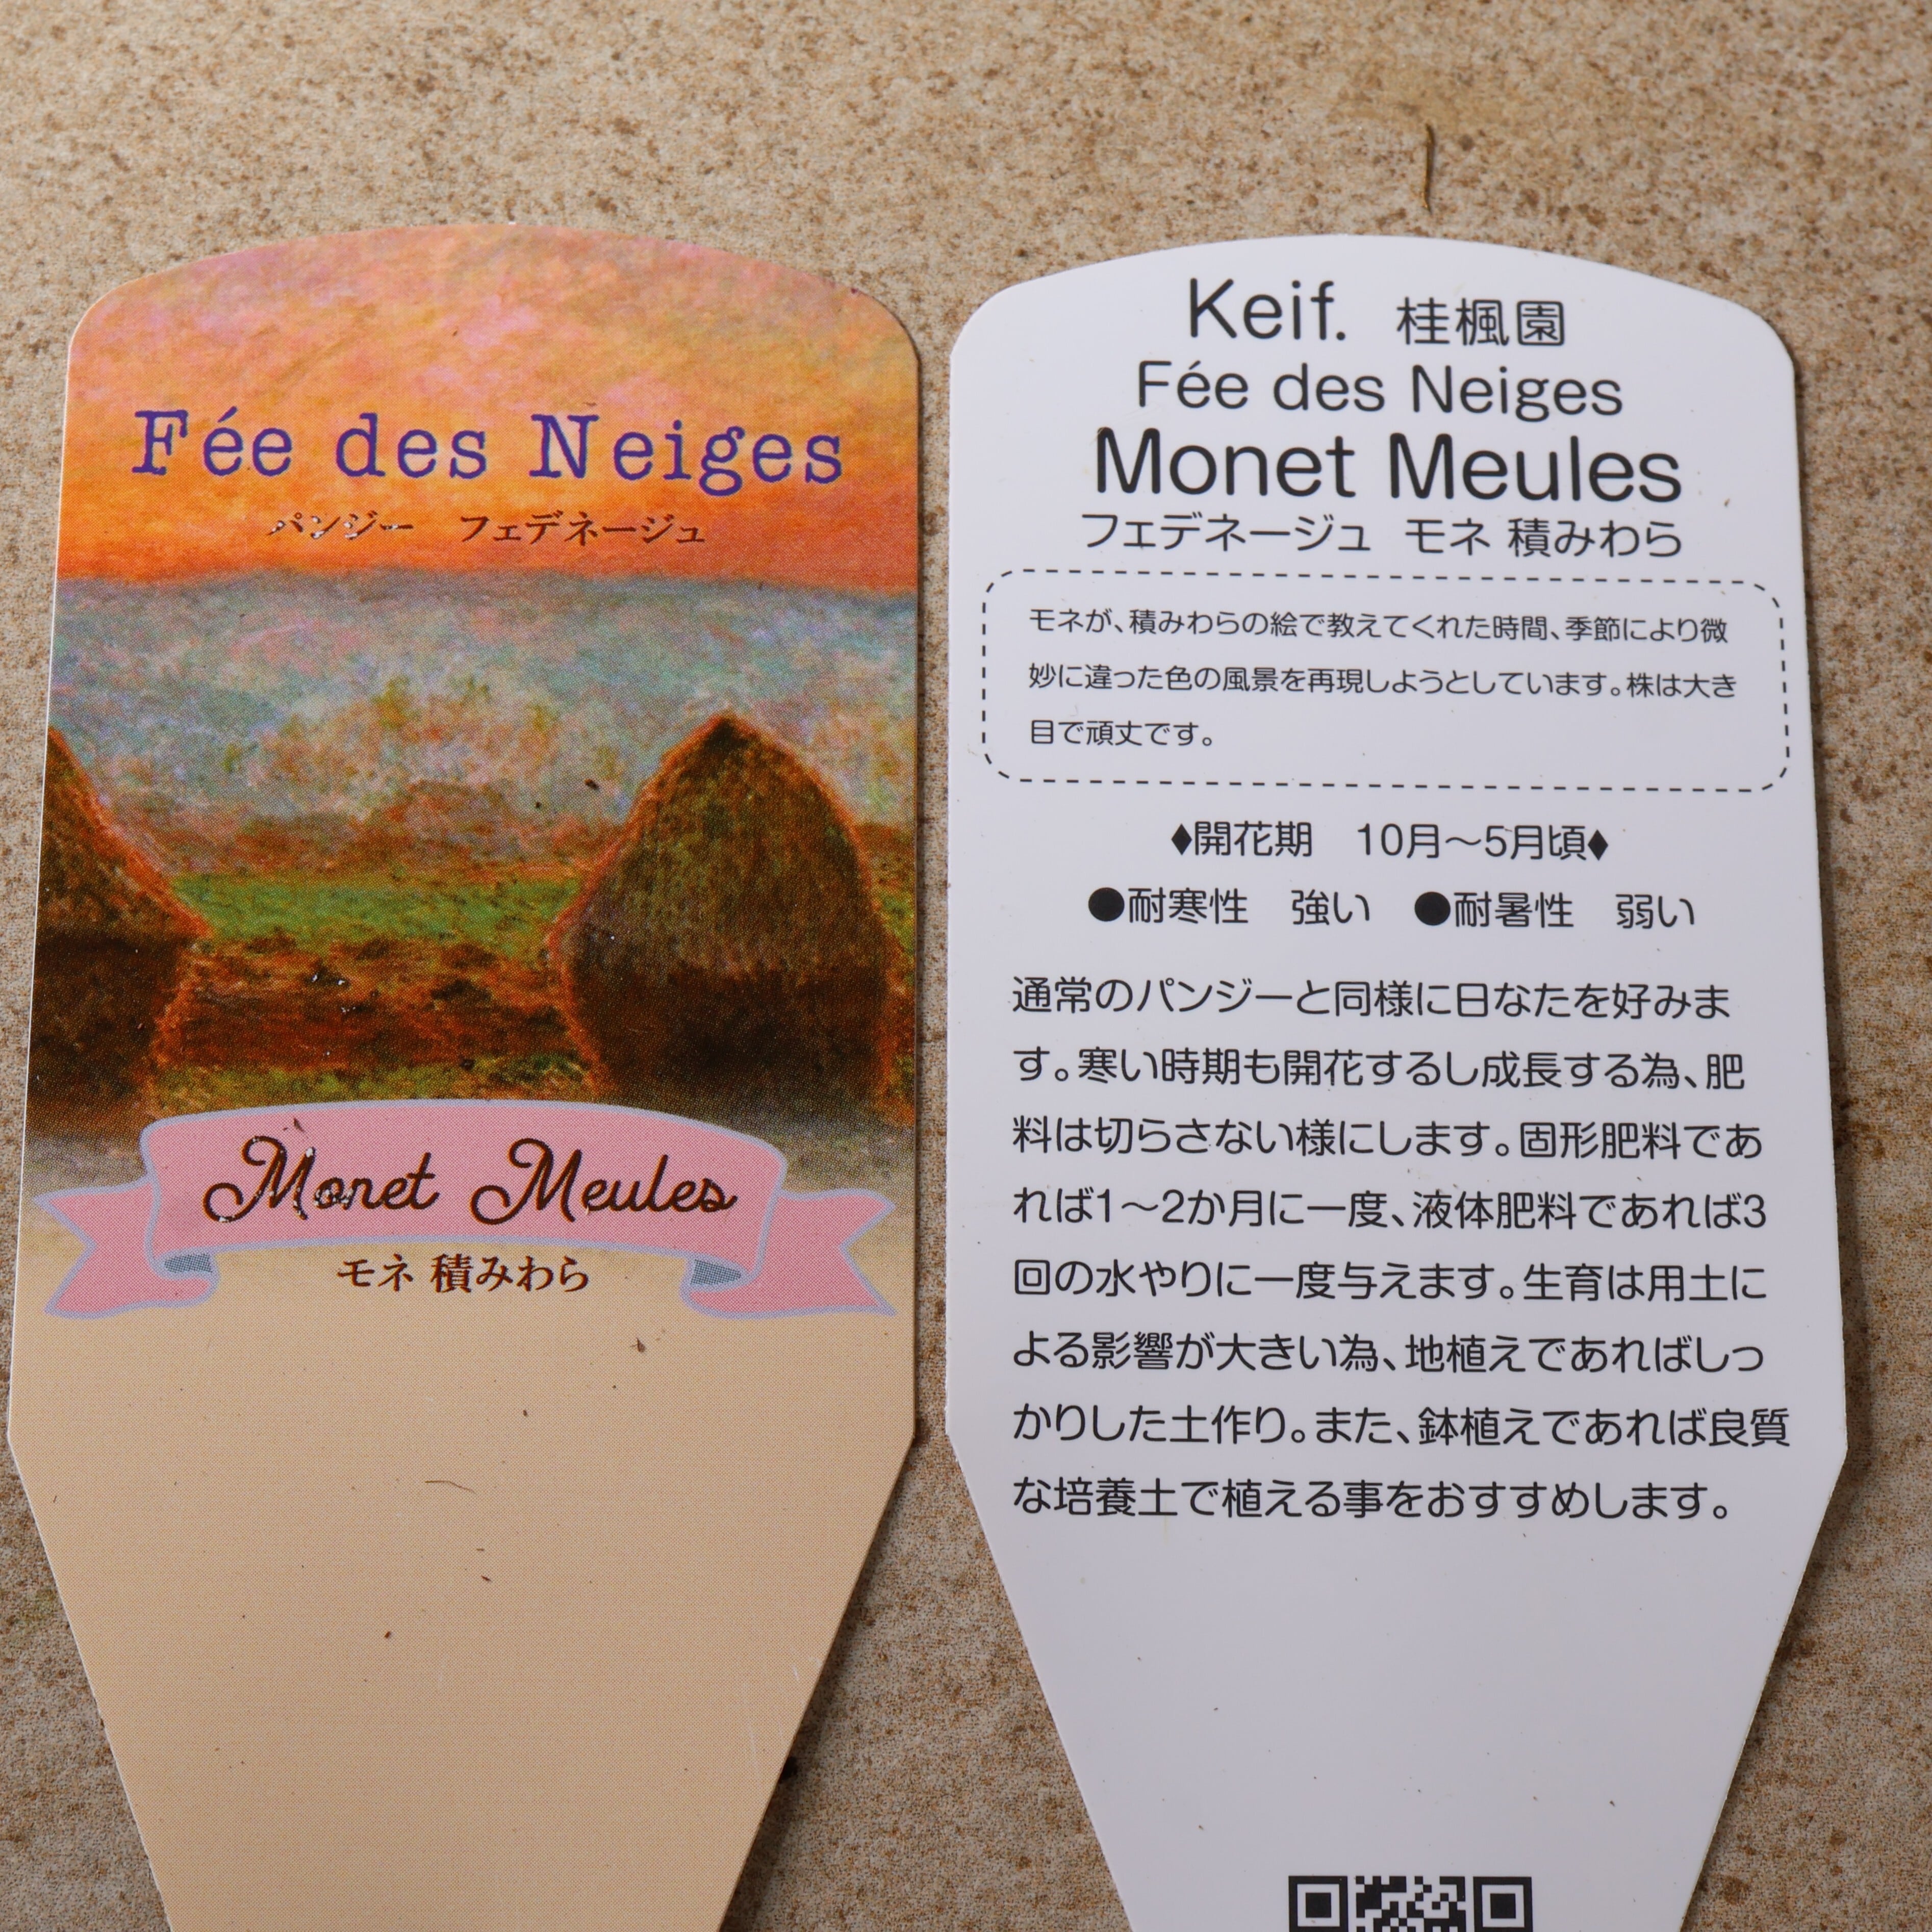 Fée des Neiges
パンジー フェデネージュ
Monet Meules
モネ 積みわら
Keif. 桂楓園
Fée des Neiges
Monet Meules
フェデネージュ モネ 積みわら
モネが、積みわらの絵で教えてくれた時間、季節により微
妙に違った色の風景を再現しようとしています。株は大き
目で頑丈です。
♦開花期 10月〜5月頃♦
●耐寒性 強い ●耐暑性 弱い
通常のパンジーと同様に日なたを好みま
す。寒い時期も開花するし成長する為、肥
料は切らさない様にします。固形肥料であ
れば1〜2か月に一度、液体肥料であれば3
回の水やりに一度与えます。生育は用土に
よる影響が大きい為、地植えであればしっ
かりした土作り。また、鉢植えであれば良質
な培養土で植える事をおすすめします。